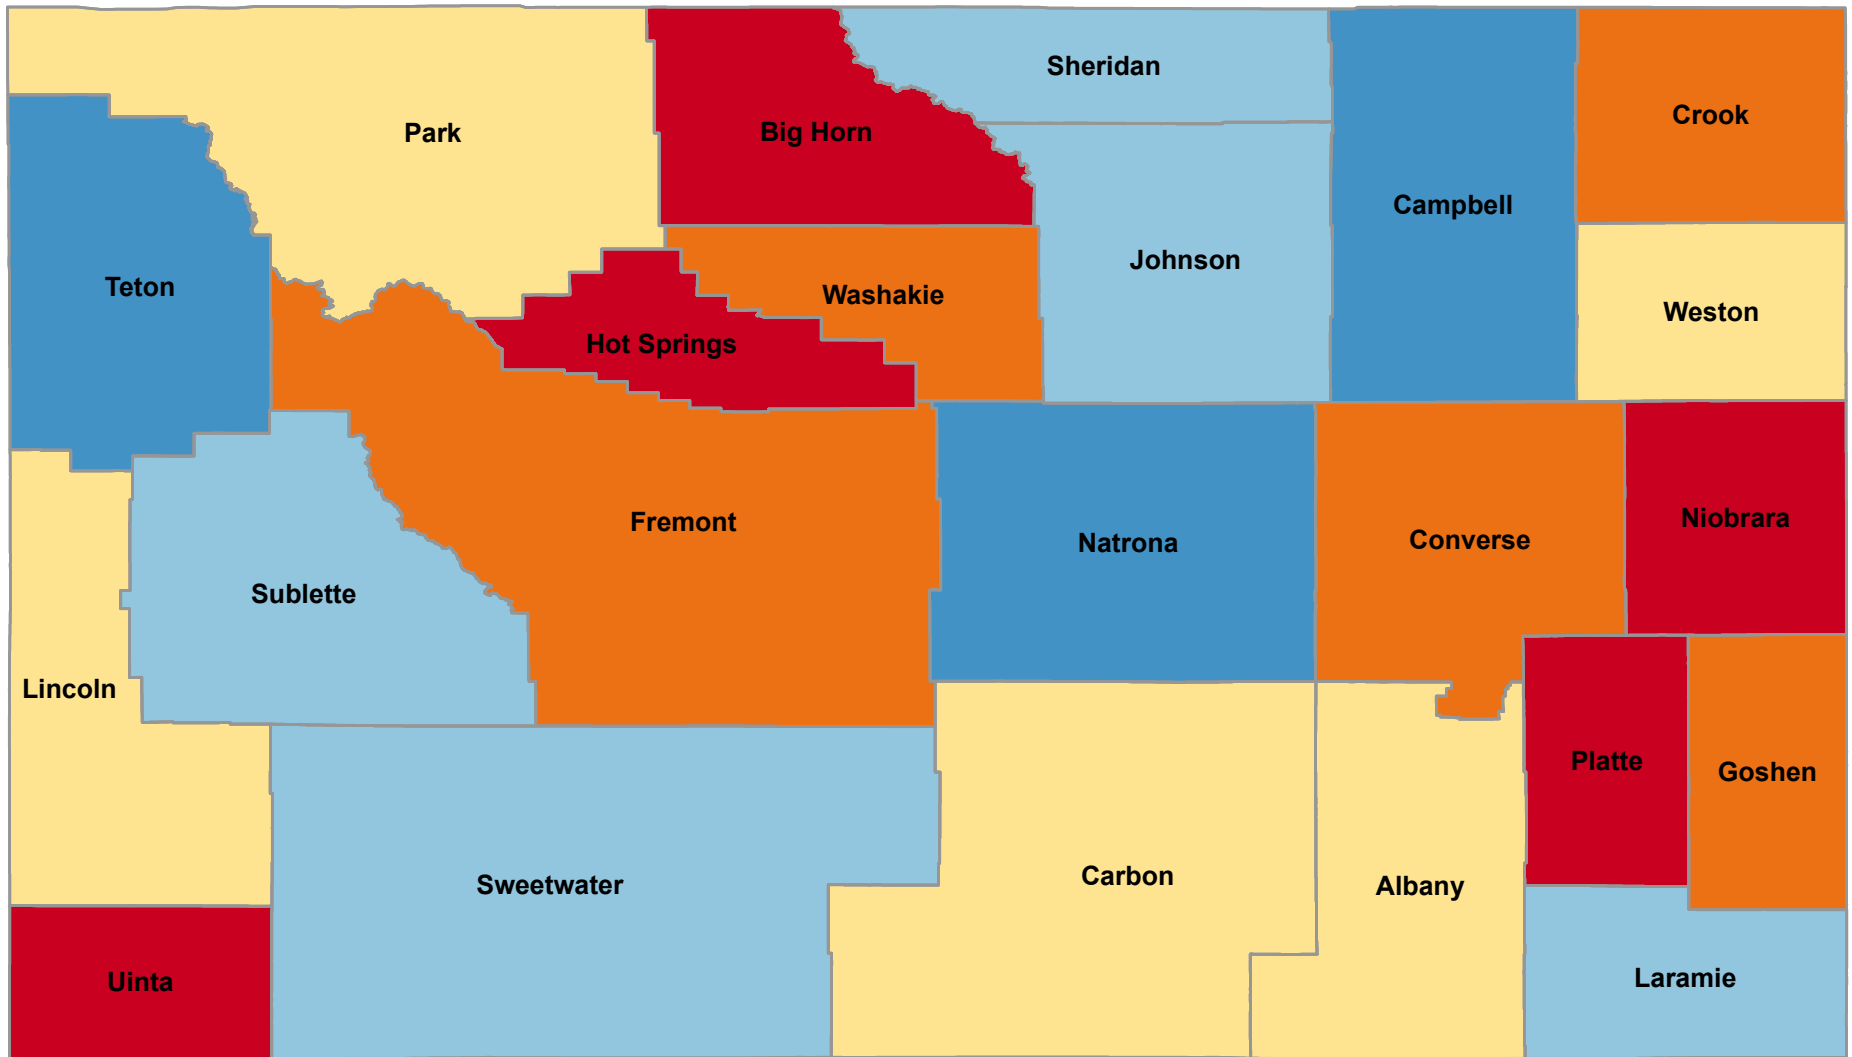 Sheridan
Crook
Park
Big Horn
Campbell
Johnson
Teton
Washakie
Weston
Hot Springs
Niobrara
Fremont
Converse
Natrona
Sublette
Lincoln
Platte
Goshen
Carbon
Sweetwater
Albany
Laramie
Uinta